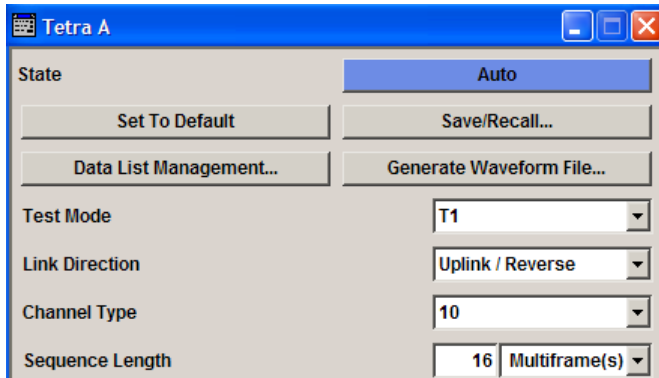 Tetra A
State Auto
Set To Default Save/Recall...
Data List Management... Generate Waveform File...
Test Mode T1
Link Direction Uplink / Reverse
Channel Type 10
Sequence Length 16 Multiframe(s)